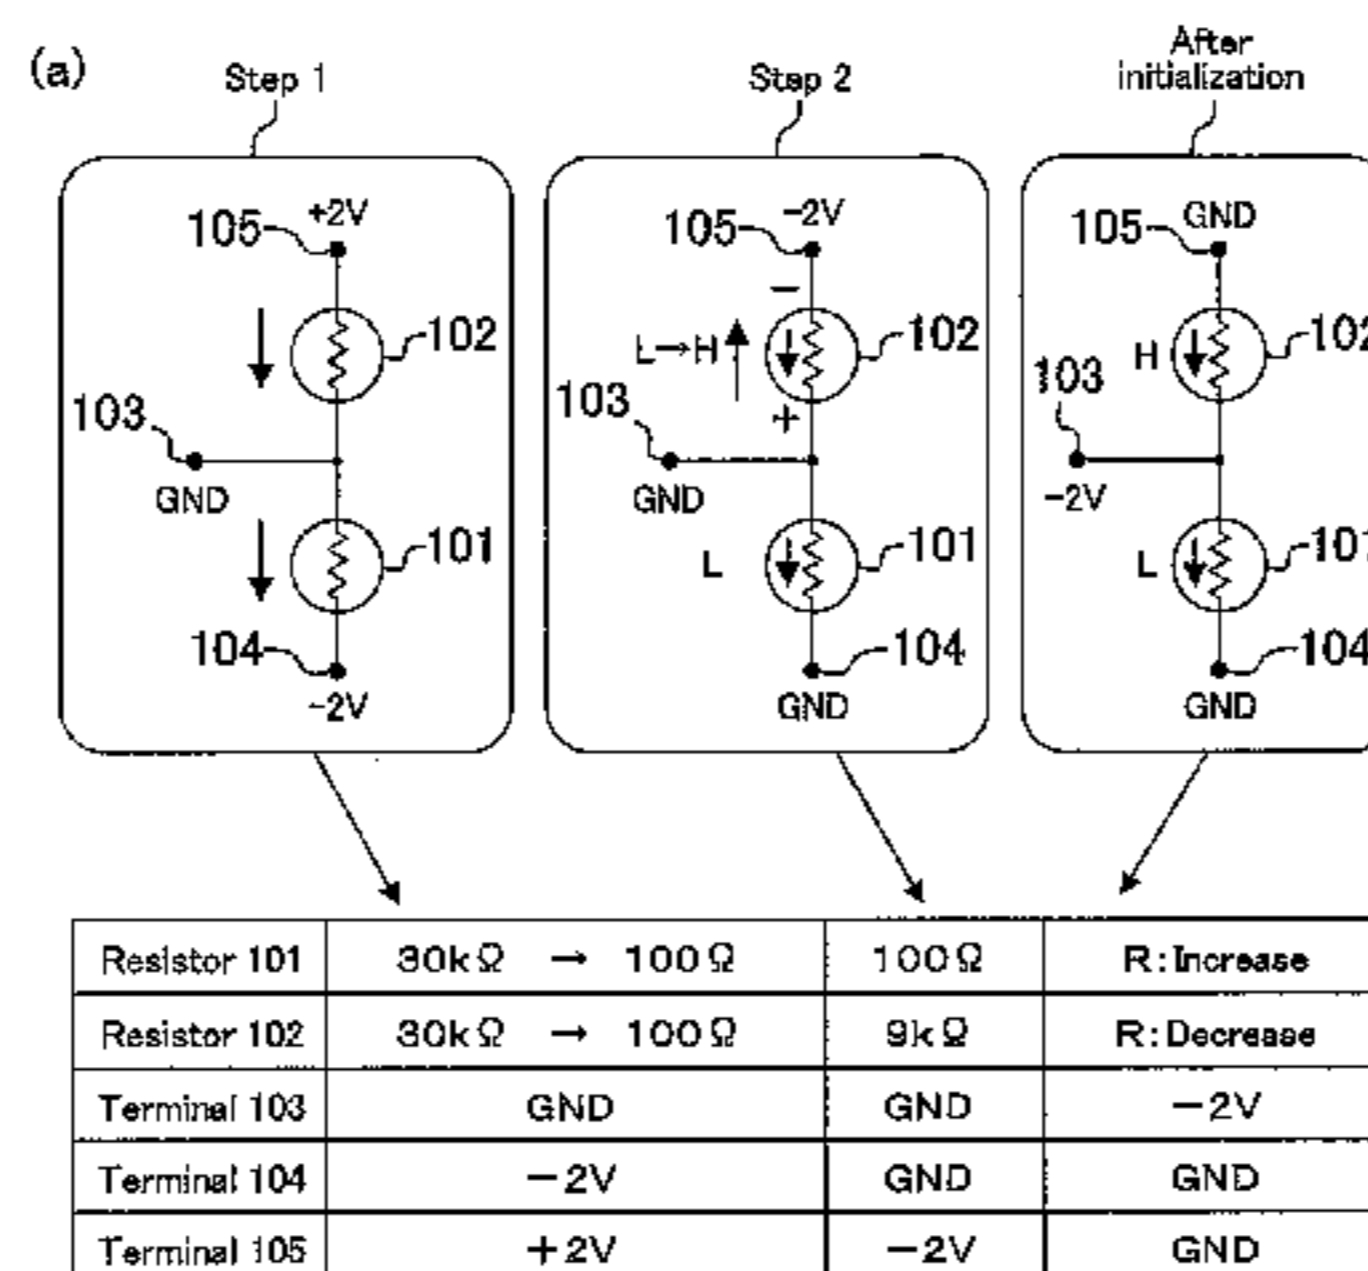 (a)
Step 1
Step 2
After
initialization
105
+2V
102
103
GND
101
104
-2V
105
-2V
−
L→H
102
+
103
GND
L
101
104
GND
105
GND
H
102
103
-2V
L
101
104
GND
Resistor 101 30kΩ → 100Ω 100Ω R:Increase
Resistor 102 30kΩ → 100Ω 9kΩ R:Decrease
Terminal 103 GND GND −2V
Terminal 104 −2V GND GND
Terminal 105 +2V −2V GND